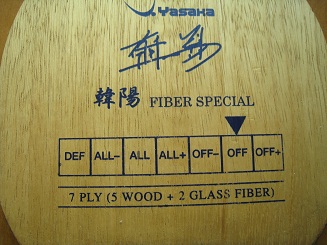 Yasaka
韓陽 FIBER SPECIAL
DEF ALL- ALL ALL+ OFF- OFF OFF+
7 PLY (5 WOOD + 2 GLASS FIBER)